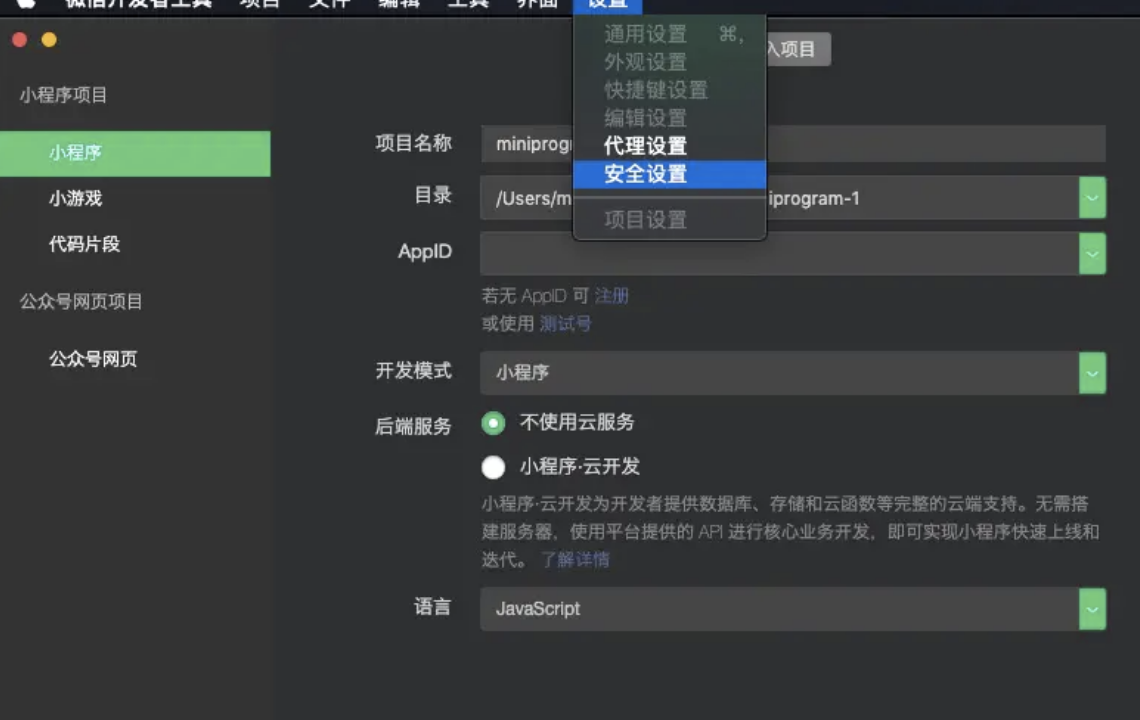 微信开发者工具 项目 文件 编辑 工具 界面 设置
通用设置 ⌘,
外观设置
快捷键设置
编辑设置
代理设置
安全设置
项目设置
入项目
小程序项目
小程序
小游戏
代码片段
公众号网页项目
公众号网页
项目名称 miniprog
目录 /Users/m iprogram-1
AppID
若无 AppID 可 注册
或使用 测试号
开发模式 小程序
后端服务 不使用云服务
小程序·云开发
小程序·云开发为开发者提供数据库、存储和云函数等完整的云端支持。无需搭
建服务器，使用平台提供的 API 进行核心业务开发，即可实现小程序快速上线和
迭代。 了解详情
语言 JavaScript